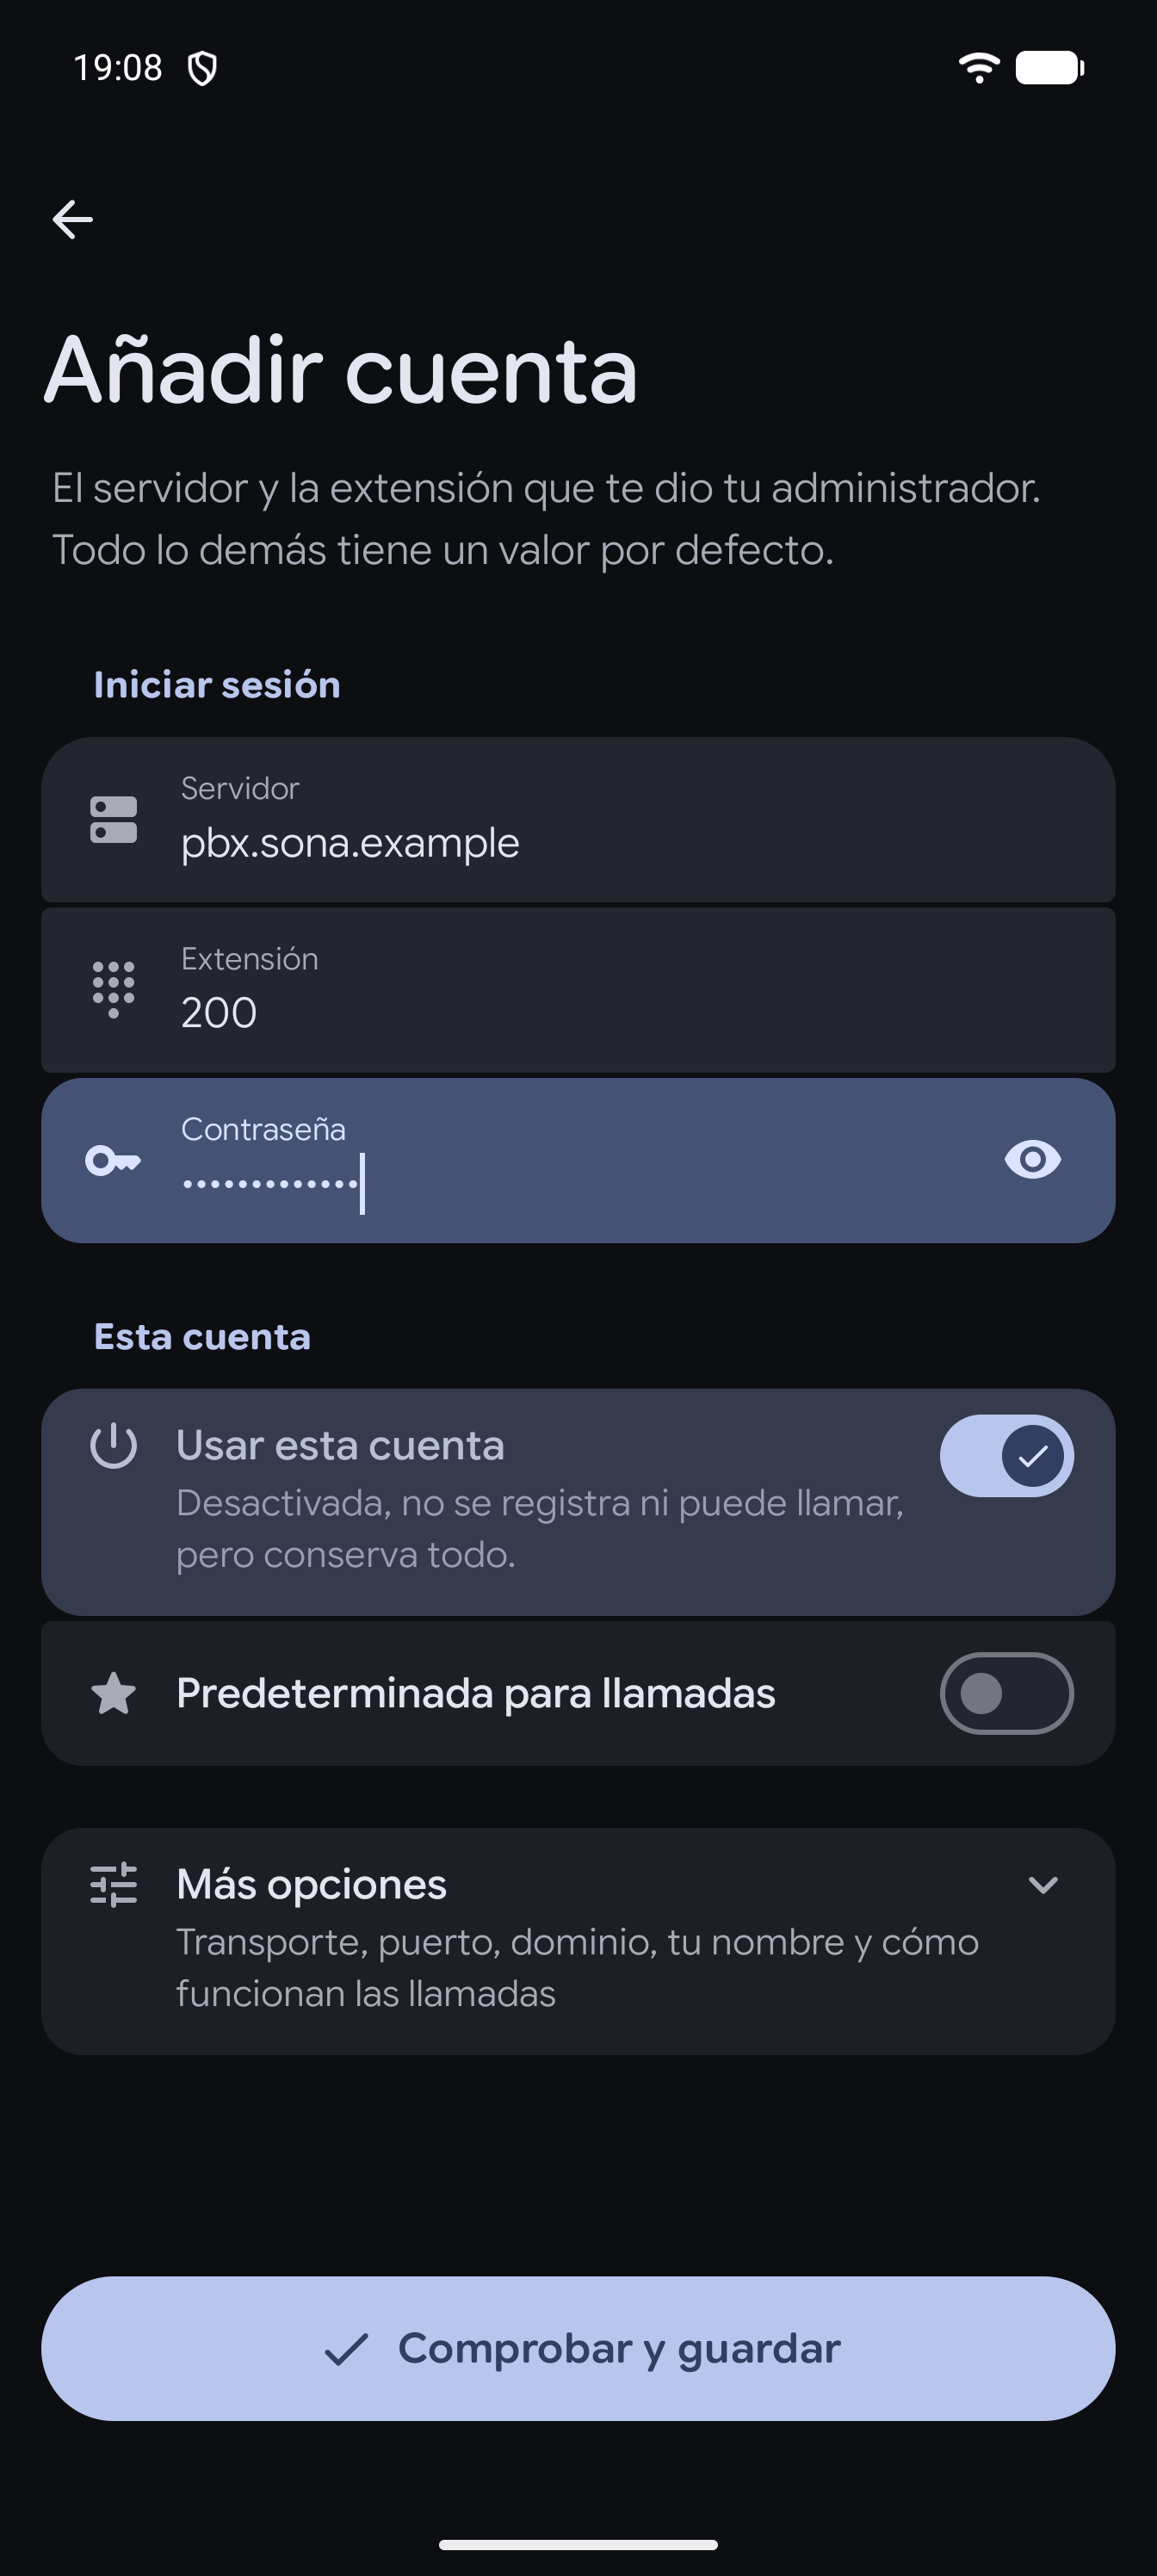 19:08
Añadir cuenta
El servidor y la extensión que te dio tu administrador.
Todo lo demás tiene un valor por defecto.
Iniciar sesión
Servidor
pbx.sona.example
Extensión
200
Contraseña
•••••••••••••
Esta cuenta
Usar esta cuenta
Desactivada, no se registra ni puede llamar,
pero conserva todo.
Predeterminada para llamadas
Más opciones
Transporte, puerto, dominio, tu nombre y cómo
funcionan las llamadas
Comprobar y guardar